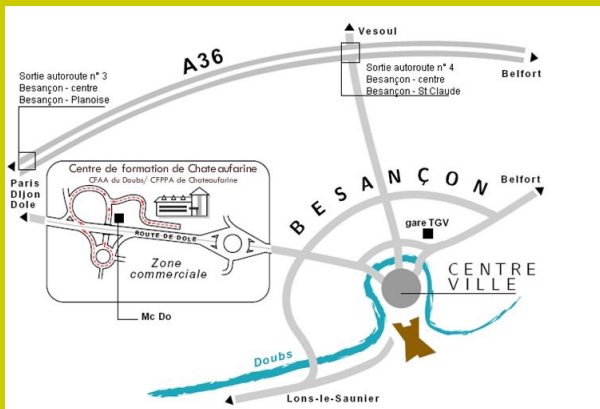 Vesoul
A36
Sortie autoroute n° 4
Besançon - centre
Besançon - St Claude
Belfort
Sortie autoroute n° 3
Besançon - centre
Besançon - Planoise
Paris
Dijon
Dole
Centre de formation de Chateaufarine
CFAA du Doubs/ CFPPA de Chateaufarine
ROUTE DE DOLE
Zone
commerciale
Mc Do
BESANÇON
Belfort
gare TGV
CENTRE
VILLE
Doubs
Lons-le-Saunier